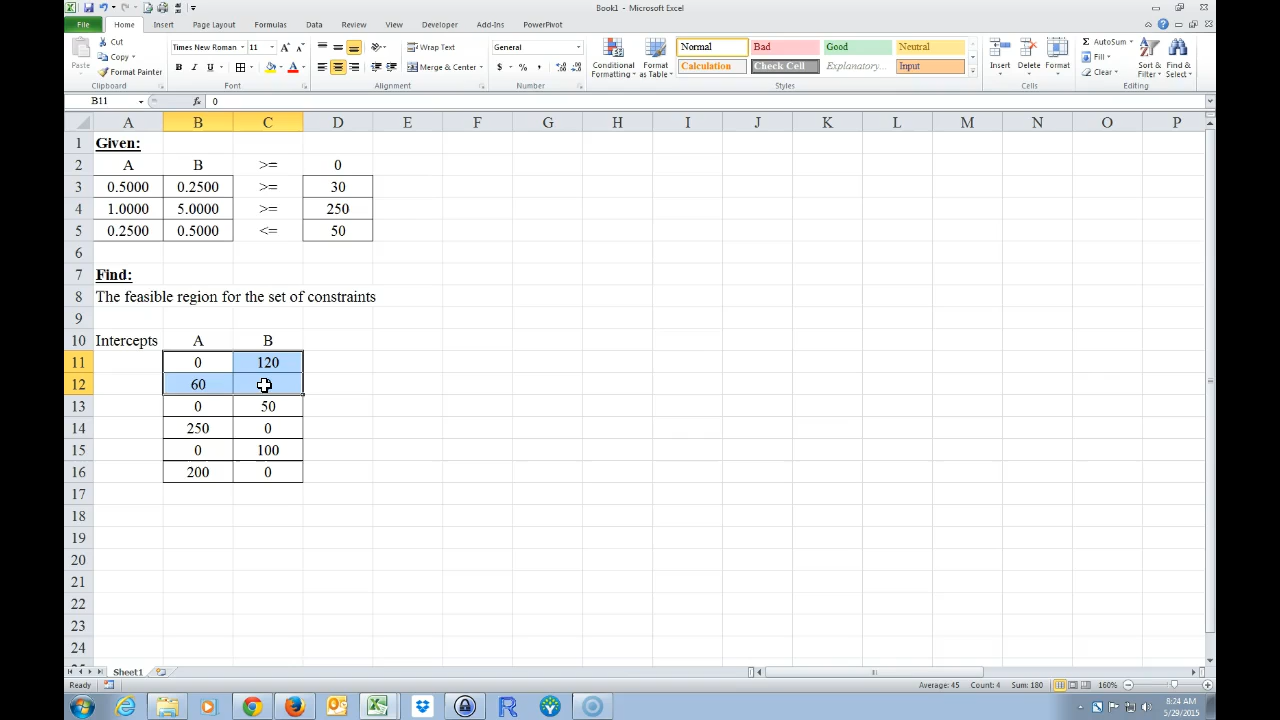 Book1 - Microsoft Excel
File Home Insert Page Layout Formulas Data Review View Developer Add-Ins PowerPivot
Cut
Copy
Format Painter
Paste
Clipboard
Times New Roman 11 A A
B I U A
Font
Wrap Text
Merge & Center
Alignment
General
$ % ,
Number
Conditional Formatting
Format as Table
Normal Bad Good Neutral
Calculation Check Cell Explanatory... Input
Styles
Insert Delete Format
Cells
Σ AutoSum
Fill
Clear
Sort & Filter
Find & Select
Editing
B11 fx 0
A B C D E F G H I J K L M N O P
1 Given:
2 A B >= 0
3 0.5000 0.2500 >= 30
4 1.0000 5.0000 >= 250
5 0.2500 0.5000 <= 50
6
7 Find:
8 The feasible region for the set of constraints
9
10 Intercepts A B
11 0 120
12 60
13 0 50
14 250 0
15 0 100
16 200 0
17
18
19
20
21
22
23
24
Sheet1
Ready Average: 45 Count: 4 Sum: 180 160%
8:24 AM
5/29/2015